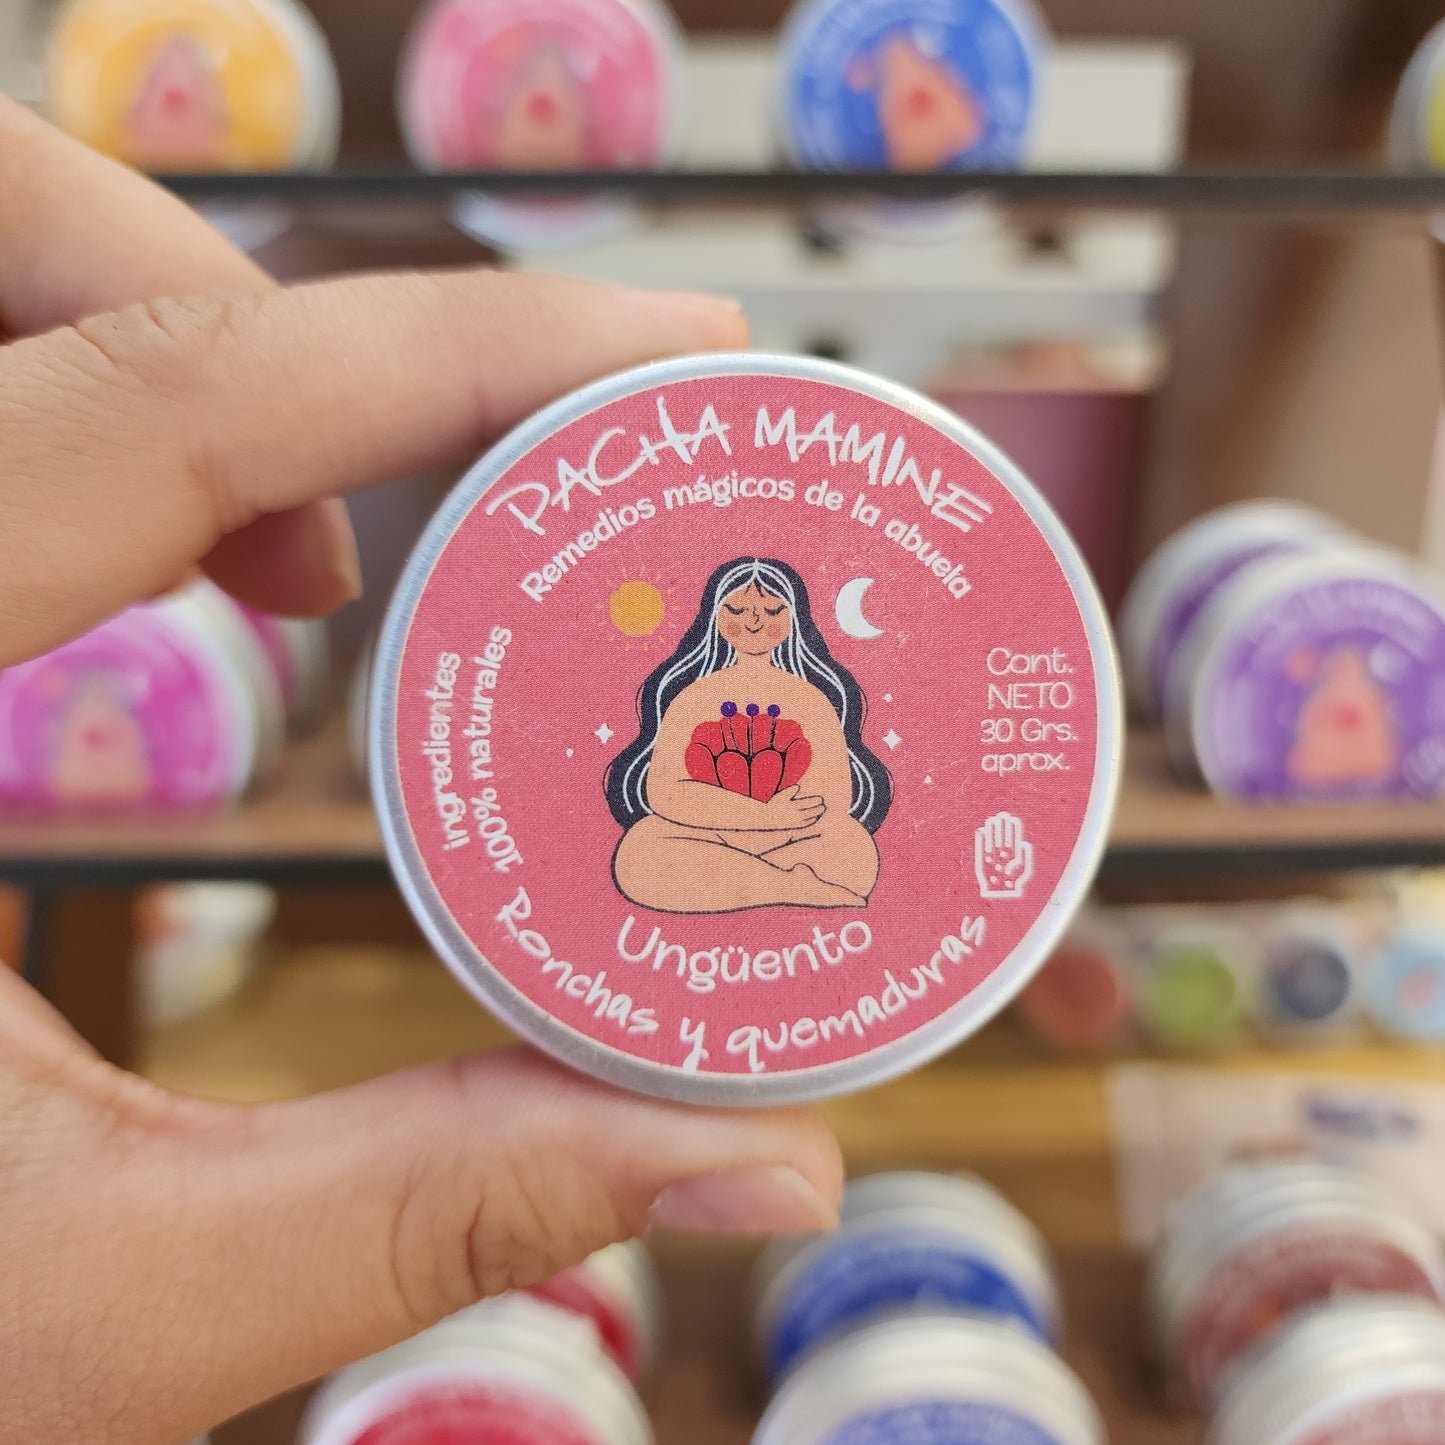 PACHA MAMINE
Remedios mágicos de la abuela
ingredientes
100% naturales
Cont.
NETO
30 Grs.
aprox.
Ungüento
Ronchas y quemaduras